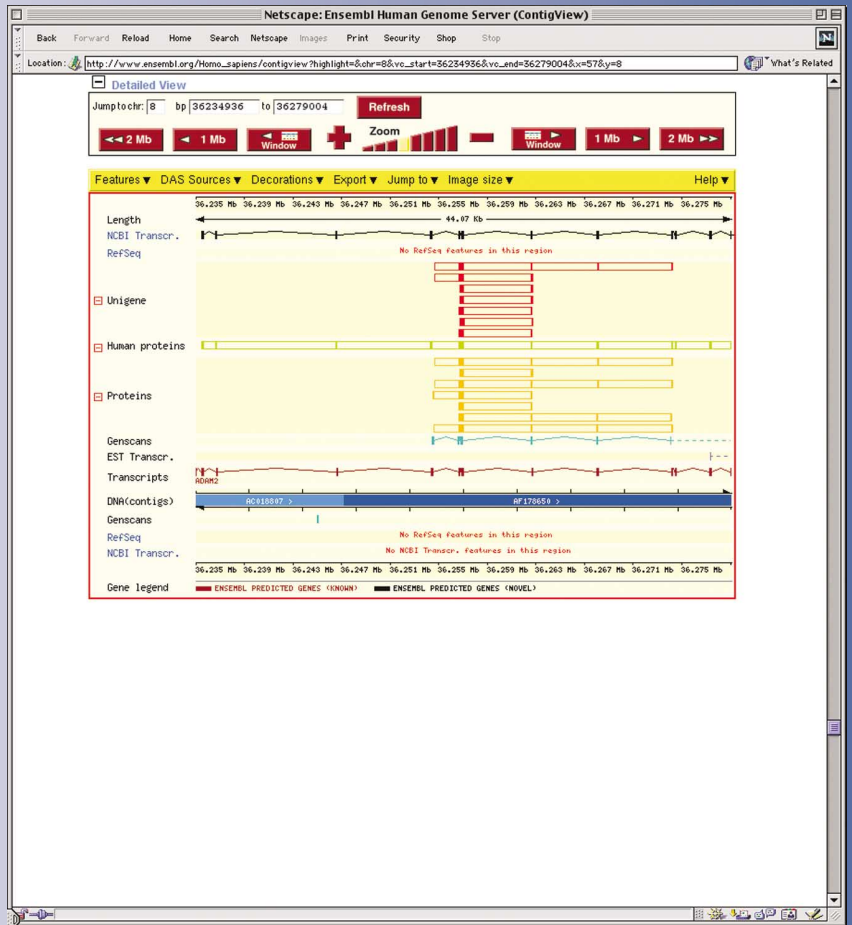 Netscape: Ensembl Human Genome Server (ContigView)
Back Forward Reload Home Search Netscape Images Print Security Shop Stop N
Location: http://www.ensembl.org/Homo_sapiens/contigview?highlight=&chr=8&vc_start=36234936&vc_end=36279004&x=57&y=8 What's Related
Detailed View
Jump to chr: 8 bp 36234936 to 36279004 Refresh
◄◄ 2 Mb ◄ 1 Mb ◄ Window + Zoom − Window ► 1 Mb ► 2 Mb ►►
Features ▼ DAS Sources ▼ Decorations ▼ Export ▼ Jump to ▼ Image size ▼ Help ▼
36.235 Mb 36.239 Mb 36.243 Mb 36.247 Mb 36.251 Mb 36.255 Mb 36.259 Mb 36.263 Mb 36.267 Mb 36.271 Mb 36.275 Mb
Length 44.07 Kb
NCBI Transcr.
RefSeq No RefSeq features in this region
Unigene
Human proteins
Proteins
Genscans
EST Transcr.
Transcripts
ADAM2
DNA(contigs) AC018807 > AF178650 >
Genscans
RefSeq No RefSeq features in this region
NCBI Transcr. No NCBI Transcr. features in this region
36.235 Mb 36.239 Mb 36.243 Mb 36.247 Mb 36.251 Mb 36.255 Mb 36.259 Mb 36.263 Mb 36.267 Mb 36.271 Mb 36.275 Mb
Gene legend ENSEMBL PREDICTED GENES (KNOWN) ENSEMBL PREDICTED GENES (NOVEL)